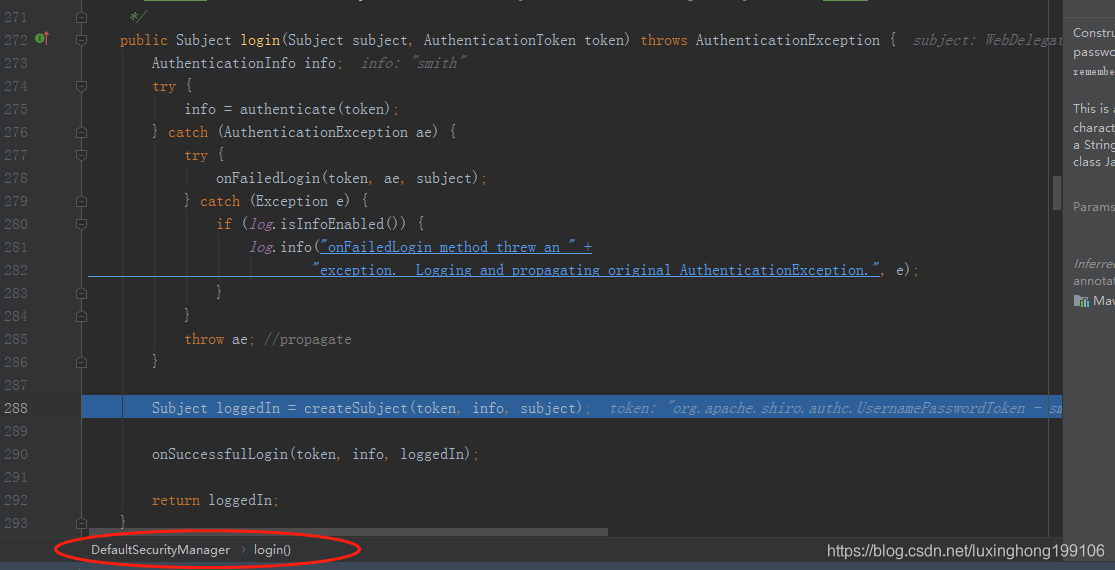 271 */
272 public Subject login(Subject subject, AuthenticationToken token) throws AuthenticationException { subject: WebDelegat
273 AuthenticationInfo info; info: "smith"
274 try {
275 info = authenticate(token);
276 } catch (AuthenticationException ae) {
277 try {
278 onFailedLogin(token, ae, subject);
279 } catch (Exception e) {
280 if (log.isInfoEnabled()) {
281 log.info("onFailedLogin method threw an " +
282 "exception.  Logging and propagating original AuthenticationException.", e);
283 }
284 }
285 throw ae; //propagate
286 }
287
288 Subject loggedIn = createSubject(token, info, subject); token: "org.apache.shiro.authc.UsernamePasswordToken - sm
289
290 onSuccessfulLogin(token, info, loggedIn);
291
292 return loggedIn;
293 }
DefaultSecurityManager › login()
Constru
passwo
remembe
This is a
charact
a String
class Ja
Params
Inferred
annotat
Mav
https://blog.csdn.net/luxinghong199106